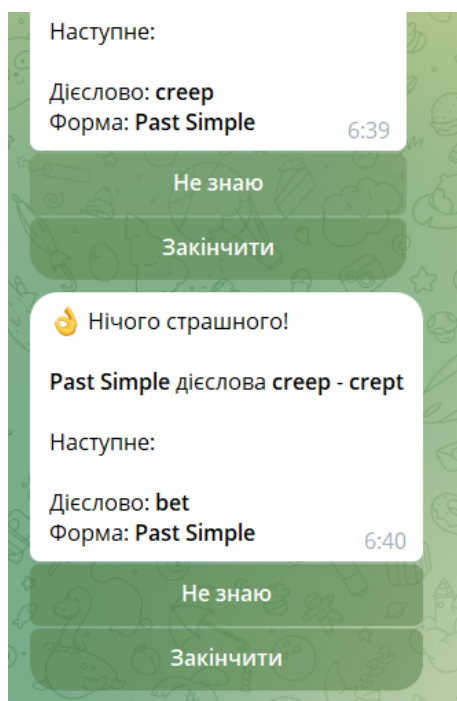 Наступне:
Дієслово: creep
Форма: Past Simple
6:39
Не знаю
Закінчити
👌 Нічого страшного!
Past Simple дієслова creep - crept
Наступне:
Дієслово: bet
Форма: Past Simple
6:40
Не знаю
Закінчити